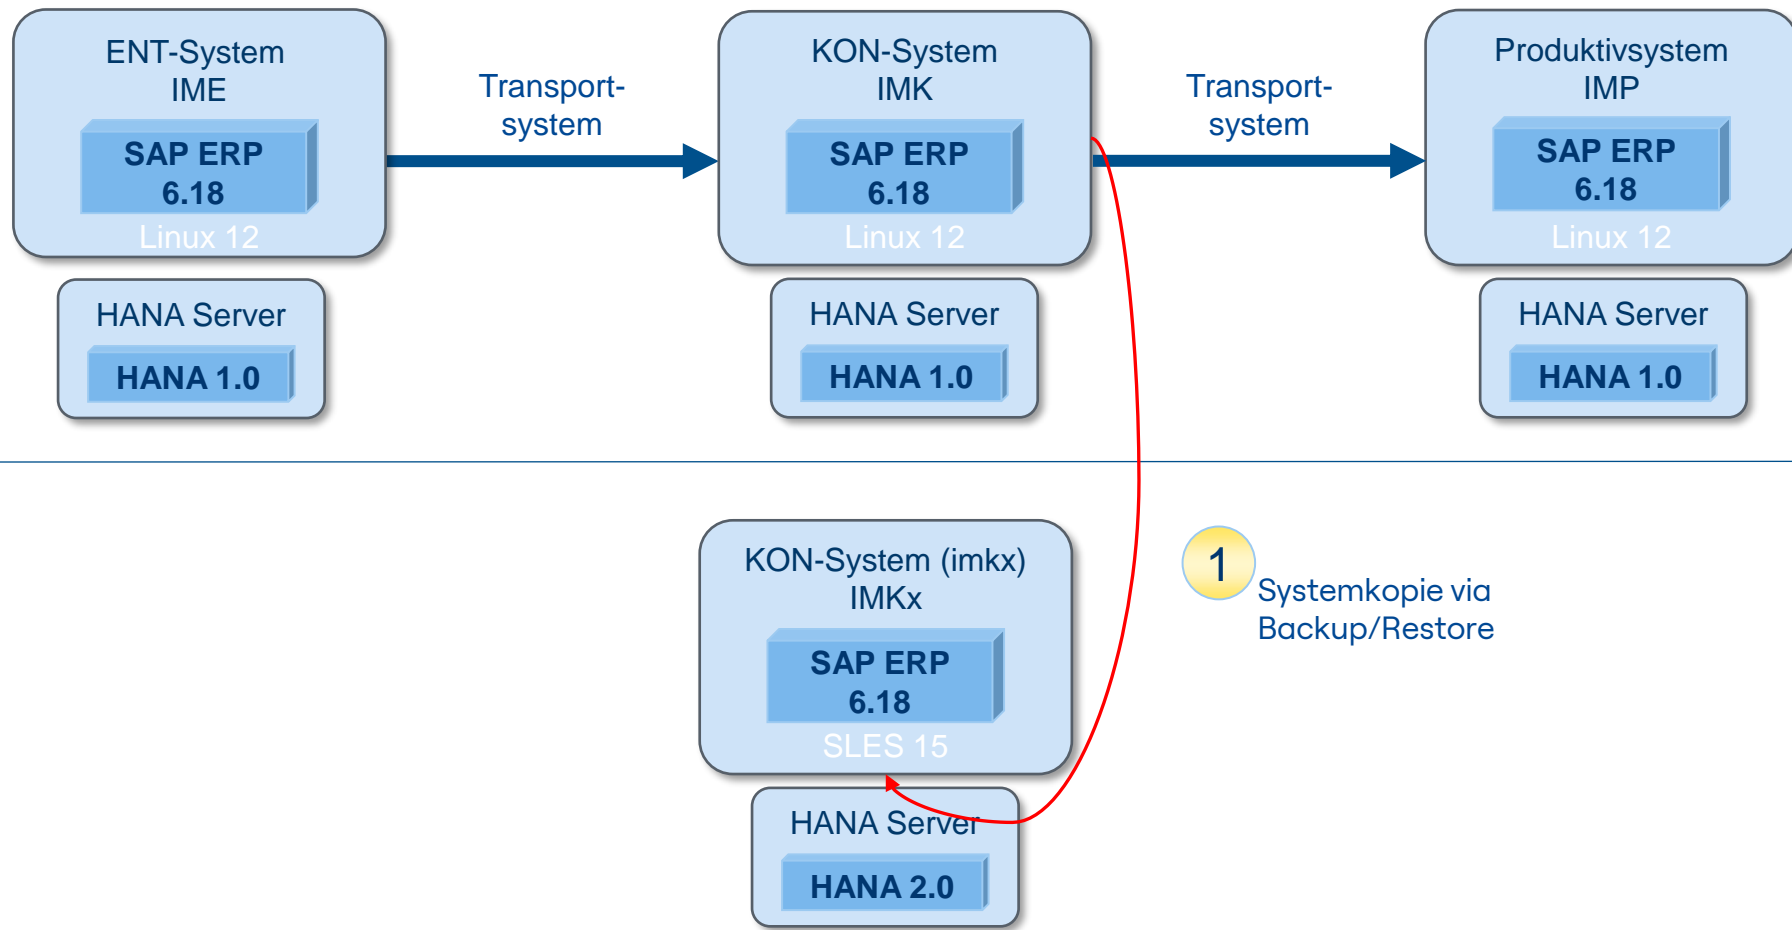 ENT-System
IME
SAP ERP
6.18
Linux 12
HANA Server
HANA 1.0
Transport-
system
KON-System
IMK
SAP ERP
6.18
Linux 12
HANA Server
HANA 1.0
Transport-
system
Produktivsystem
IMP
SAP ERP
6.18
Linux 12
HANA Server
HANA 1.0
KON-System (imkx)
IMKx
SAP ERP
6.18
SLES 15
HANA Server
HANA 2.0
1
Systemkopie via
Backup/Restore